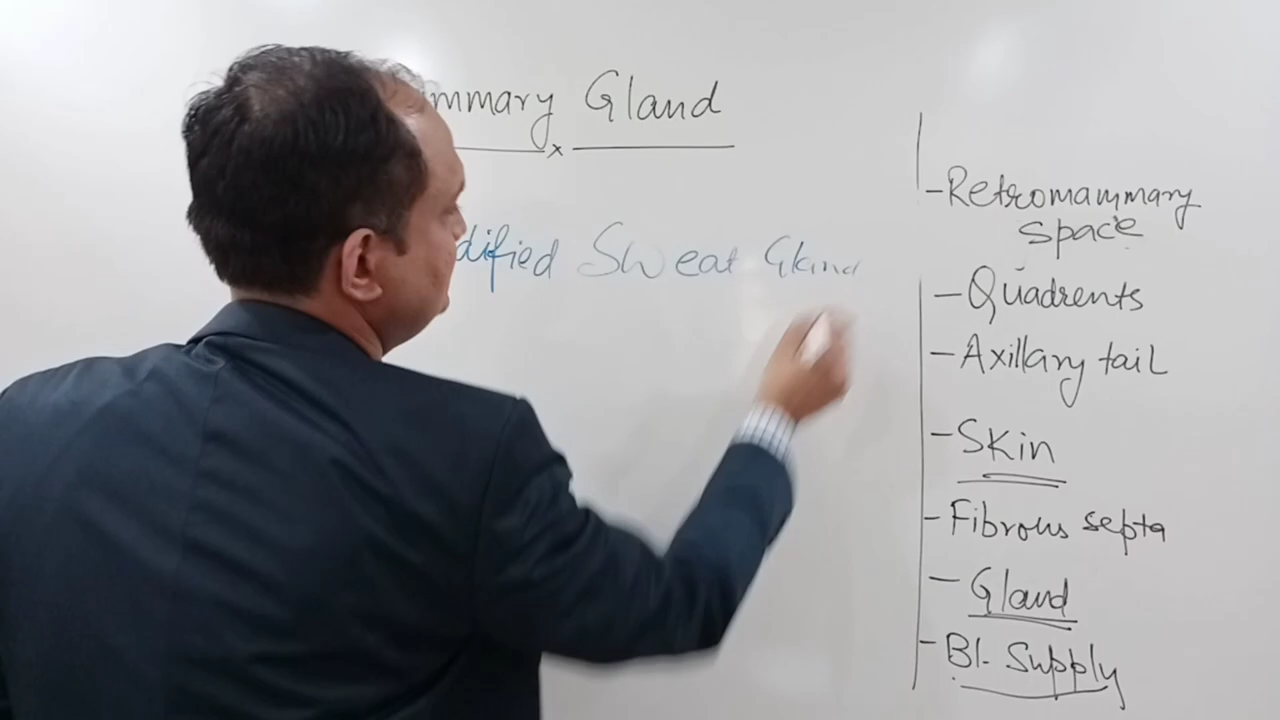 mmary Gland
dified Sweat Gland
- Retromammary
space
- Quadrents
- Axillary tail
- Skin
- Fibrous septa
- Gland
- Bl. Supply